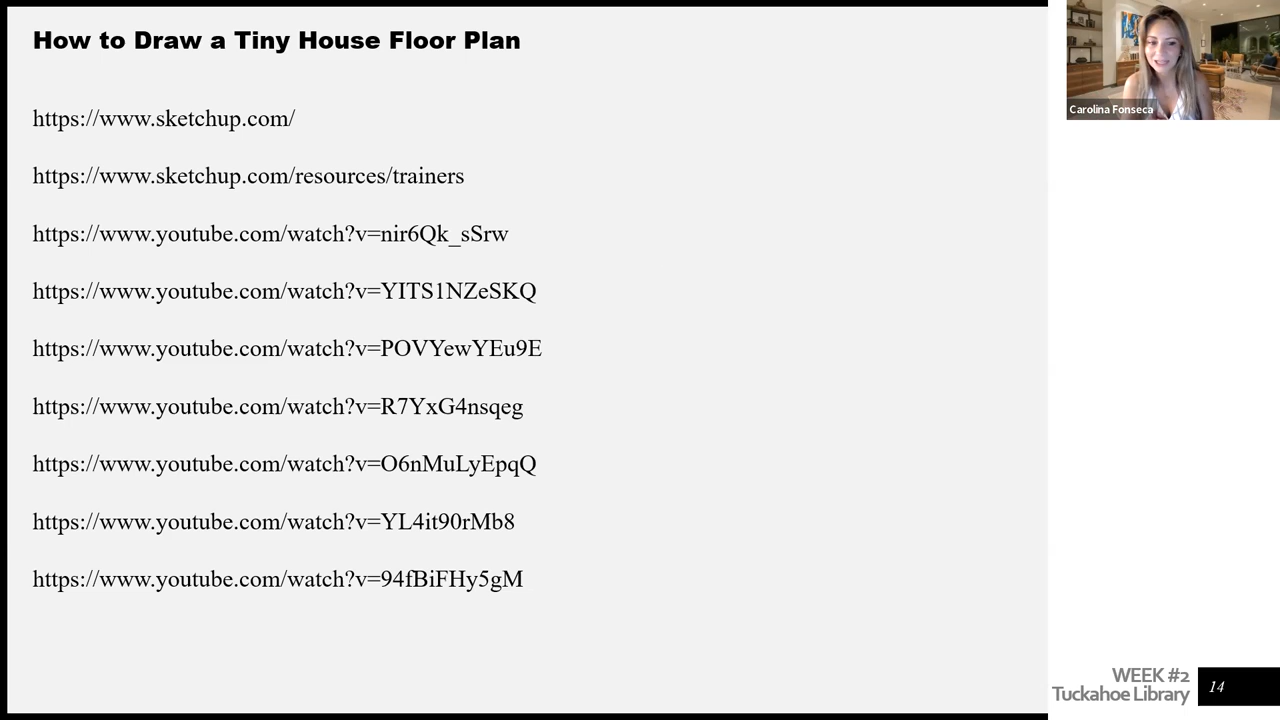 How to Draw a Tiny House Floor Plan
https://www.sketchup.com/
https://www.sketchup.com/resources/trainers
https://www.youtube.com/watch?v=nir6Qk_sSrw
https://www.youtube.com/watch?v=YITS1NZeSKQ
https://www.youtube.com/watch?v=POVYewYEu9E
https://www.youtube.com/watch?v=R7YxG4nsqeg
https://www.youtube.com/watch?v=O6nMuLyEpqQ
https://www.youtube.com/watch?v=YL4it90rMb8
https://www.youtube.com/watch?v=94fBiFHy5gM
Carolina Fonseca
WEEK #2
Tuckahoe Library
14